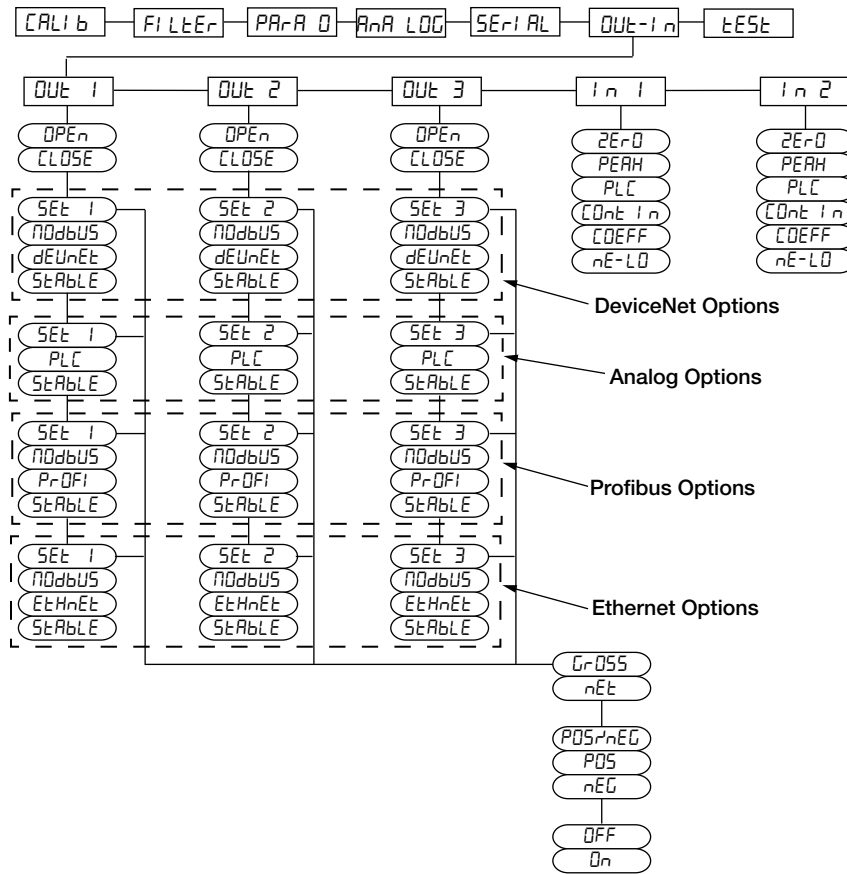 CALIb FILtEr PArA 0 AnALOG SErIAL OUt-In tESt
OUt 1 OUt 2 OUt 3 In 1 In 2
OPEn OPEn OPEn ZErO ZErO
CLOSE CLOSE CLOSE PEAH PEAH
PLC PLC
SEt 1 SEt 2 SEt 3 COnt In COnt In
MOdbUS MOdbUS MOdbUS COEFF COEFF
dEUnEt dEUnEt dEUnEt nE-LO nE-LO
StAbLE StAbLE StAbLE
DeviceNet Options
SEt 1 SEt 2 SEt 3
PLC PLC PLC
StAbLE StAbLE StAbLE
Analog Options
SEt 1 SEt 2 SEt 3
MOdbUS MOdbUS MOdbUS
PrOFI PrOFI PrOFI
StAbLE StAbLE StAbLE
Profibus Options
SEt 1 SEt 2 SEt 3
MOdbUS MOdbUS MOdbUS
EtHnEt EtHnEt EtHnEt
StAbLE StAbLE StAbLE
Ethernet Options
GrOSS
nEt
POS/nEG
POS
nEG
OFF
On